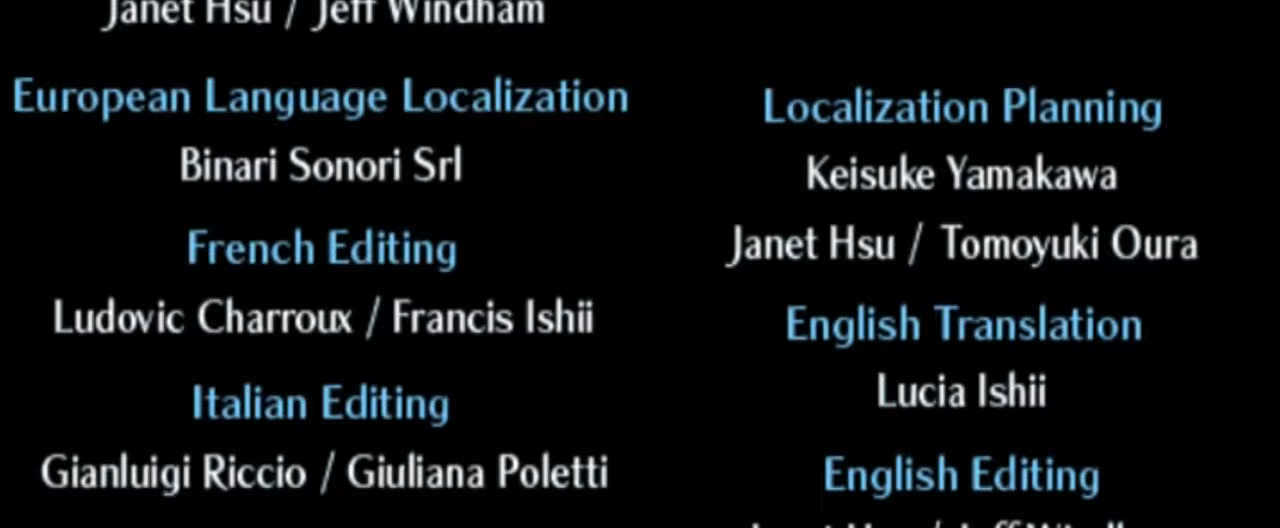 Janet Hsu / Jeff Windham
European Language Localization
Binari Sonori Srl
French Editing
Ludovic Charroux / Francis Ishii
Italian Editing
Gianluigi Riccio / Giuliana Poletti
Localization Planning
Keisuke Yamakawa
Janet Hsu / Tomoyuki Oura
English Translation
Lucia Ishii
English Editing